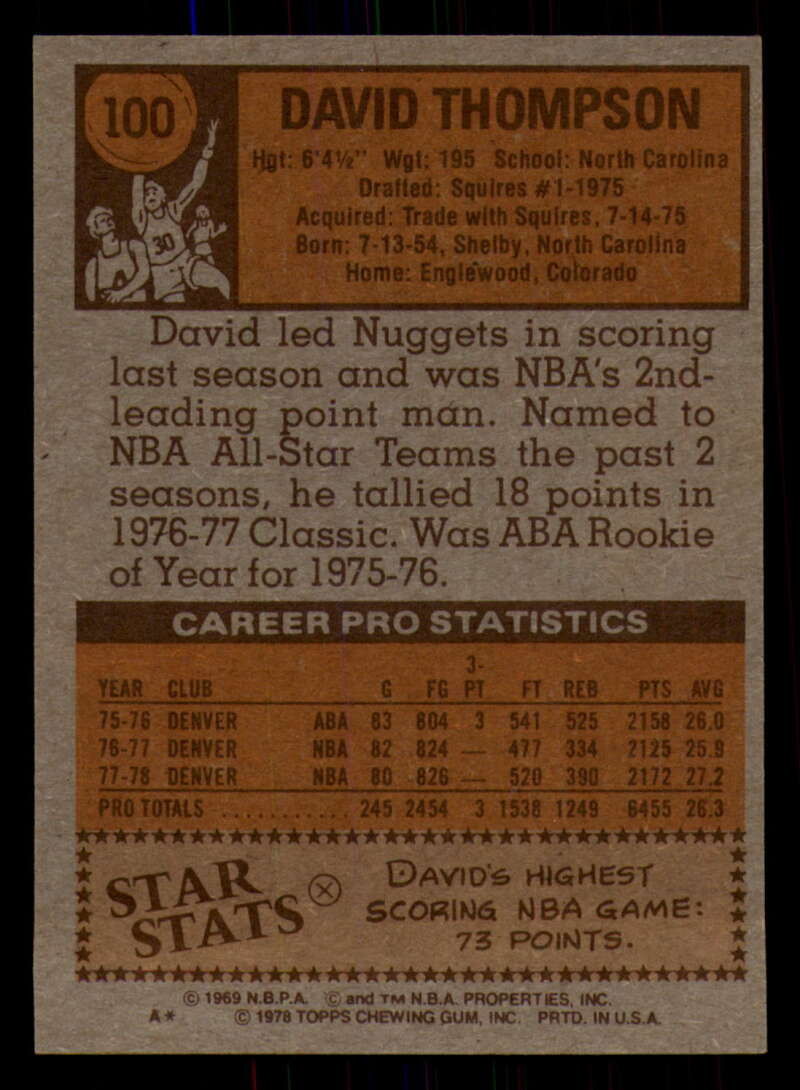 100
DAVID THOMPSON
Hgt: 6'4½" Wgt: 195 School: North Carolina
Drafted: Squires #1-1975
Acquired: Trade with Squires, 7-14-75
Born: 7-13-54, Shelby, North Carolina
Home: Englewood, Colorado
30
David led Nuggets in scoring
last season and was NBA's 2nd-
leading point man. Named to
NBA All-Star Teams the past 2
seasons, he tallied 18 points in
1976-77 Classic. Was ABA Rookie
of Year for 1975-76.
CAREER PRO STATISTICS
YEAR CLUB G FG 3-PT FT REB PTS AVG
75-76 DENVER ABA 83 804 3 541 525 2158 26.0
76-77 DENVER NBA 82 824 — 477 334 2125 25.9
77-78 DENVER NBA 80 826 — 520 390 2172 27.2
PRO TOTALS ............ 245 2454 3 1538 1249 6455 26.3
STAR STATS
DAVID'S HIGHEST
SCORING NBA GAME:
73 POINTS.
© 1969 N.B.P.A. © and TM N.B.A. PROPERTIES, INC.
A* © 1978 TOPPS CHEWING GUM, INC. PRTD. IN U.S.A.